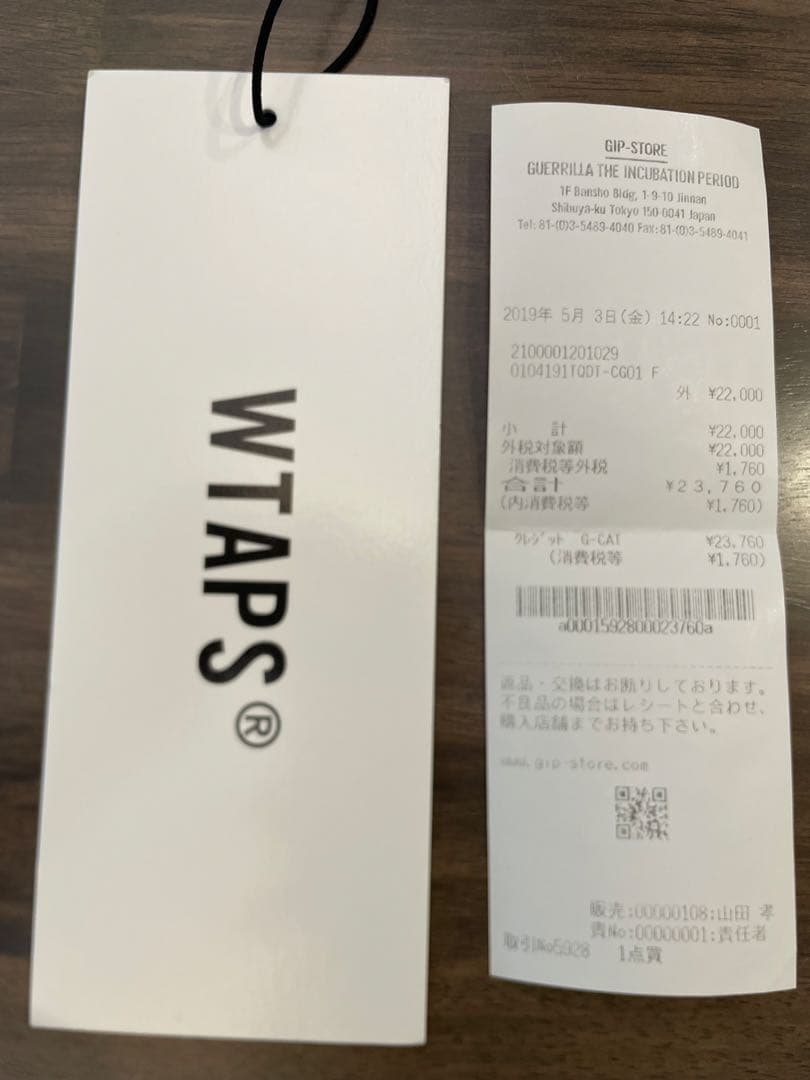 WTAPS®
GIP-STORE
GUERRILLA THE INCUBATION PERIOD
1F Bansho Bldg, 1-9-10 Jinnan
Shibuya-ku Tokyo 150-0041 Japan
Tel:81-(0)3-5489-4040 Fax:81-(0)3-5489-4041
2019年 5月 3日(金) 14:22 No:0001
2100001201029
0104191TQDT-CG01 F
外 ¥22,000
小 計 ¥22,000
外税対象額 ¥22,000
消費税等外税 ¥1,760
合計 ¥23,760
(内消費税等 ¥1,760)
クレジット G-CAT ¥23,760
(消費税等 ¥1,760)
a0001592800023760a
返品・交換はお断りしております。
不良品の場合はレシートと合わせ、
購入店舗までお持ち下さい。
www.gip-store.com
販売:00000108:山田 孝
責No:00000001:責任者
取引No5928 1点買